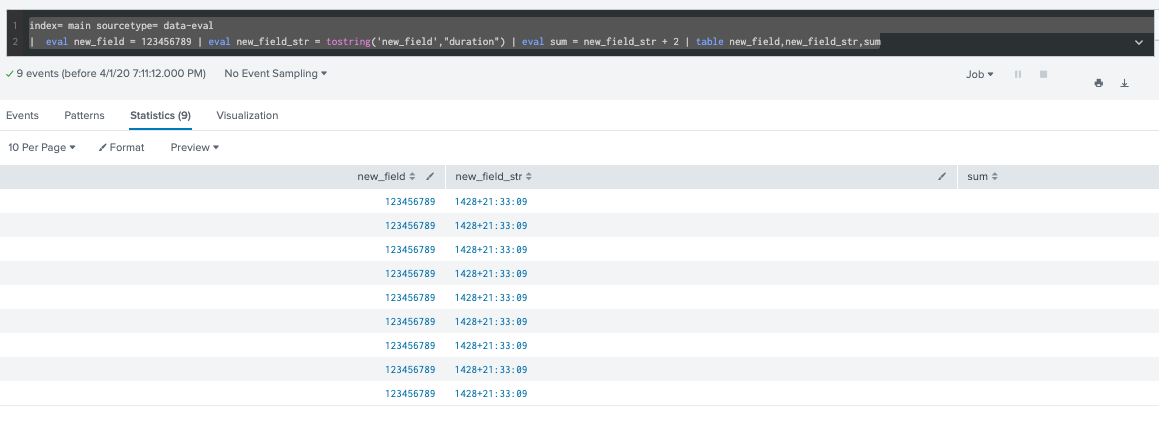 1 index= main sourcetype= data-eval
2 | eval new_field = 123456789 | eval new_field_str = tostring('new_field',"duration") | eval sum = new_field_str + 2 | table new_field,new_field_str,sum
9 events (before 4/1/20 7:11:12.000 PM) No Event Sampling Job
Events Patterns Statistics (9) Visualization
10 Per Page Format Preview
new_field new_field_str sum
123456789 1428+21:33:09
123456789 1428+21:33:09
123456789 1428+21:33:09
123456789 1428+21:33:09
123456789 1428+21:33:09
123456789 1428+21:33:09
123456789 1428+21:33:09
123456789 1428+21:33:09
123456789 1428+21:33:09